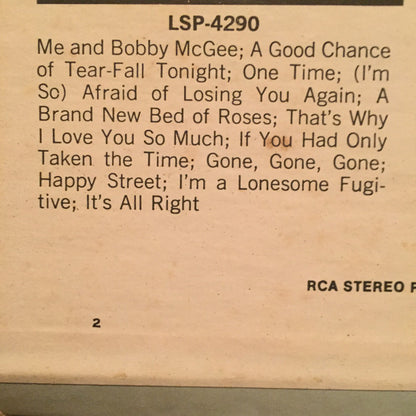 LSP-4290
Me and Bobby McGee; A Good Chance
of Tear-Fall Tonight; One Time; (I'm
So) Afraid of Losing You Again; A
Brand New Bed of Roses; That's Why
I Love You So Much; If You Had Only
Taken the Time; Gone, Gone, Gone;
Happy Street; I'm a Lonesome Fugi-
tive; It's All Right
RCA STEREO
2